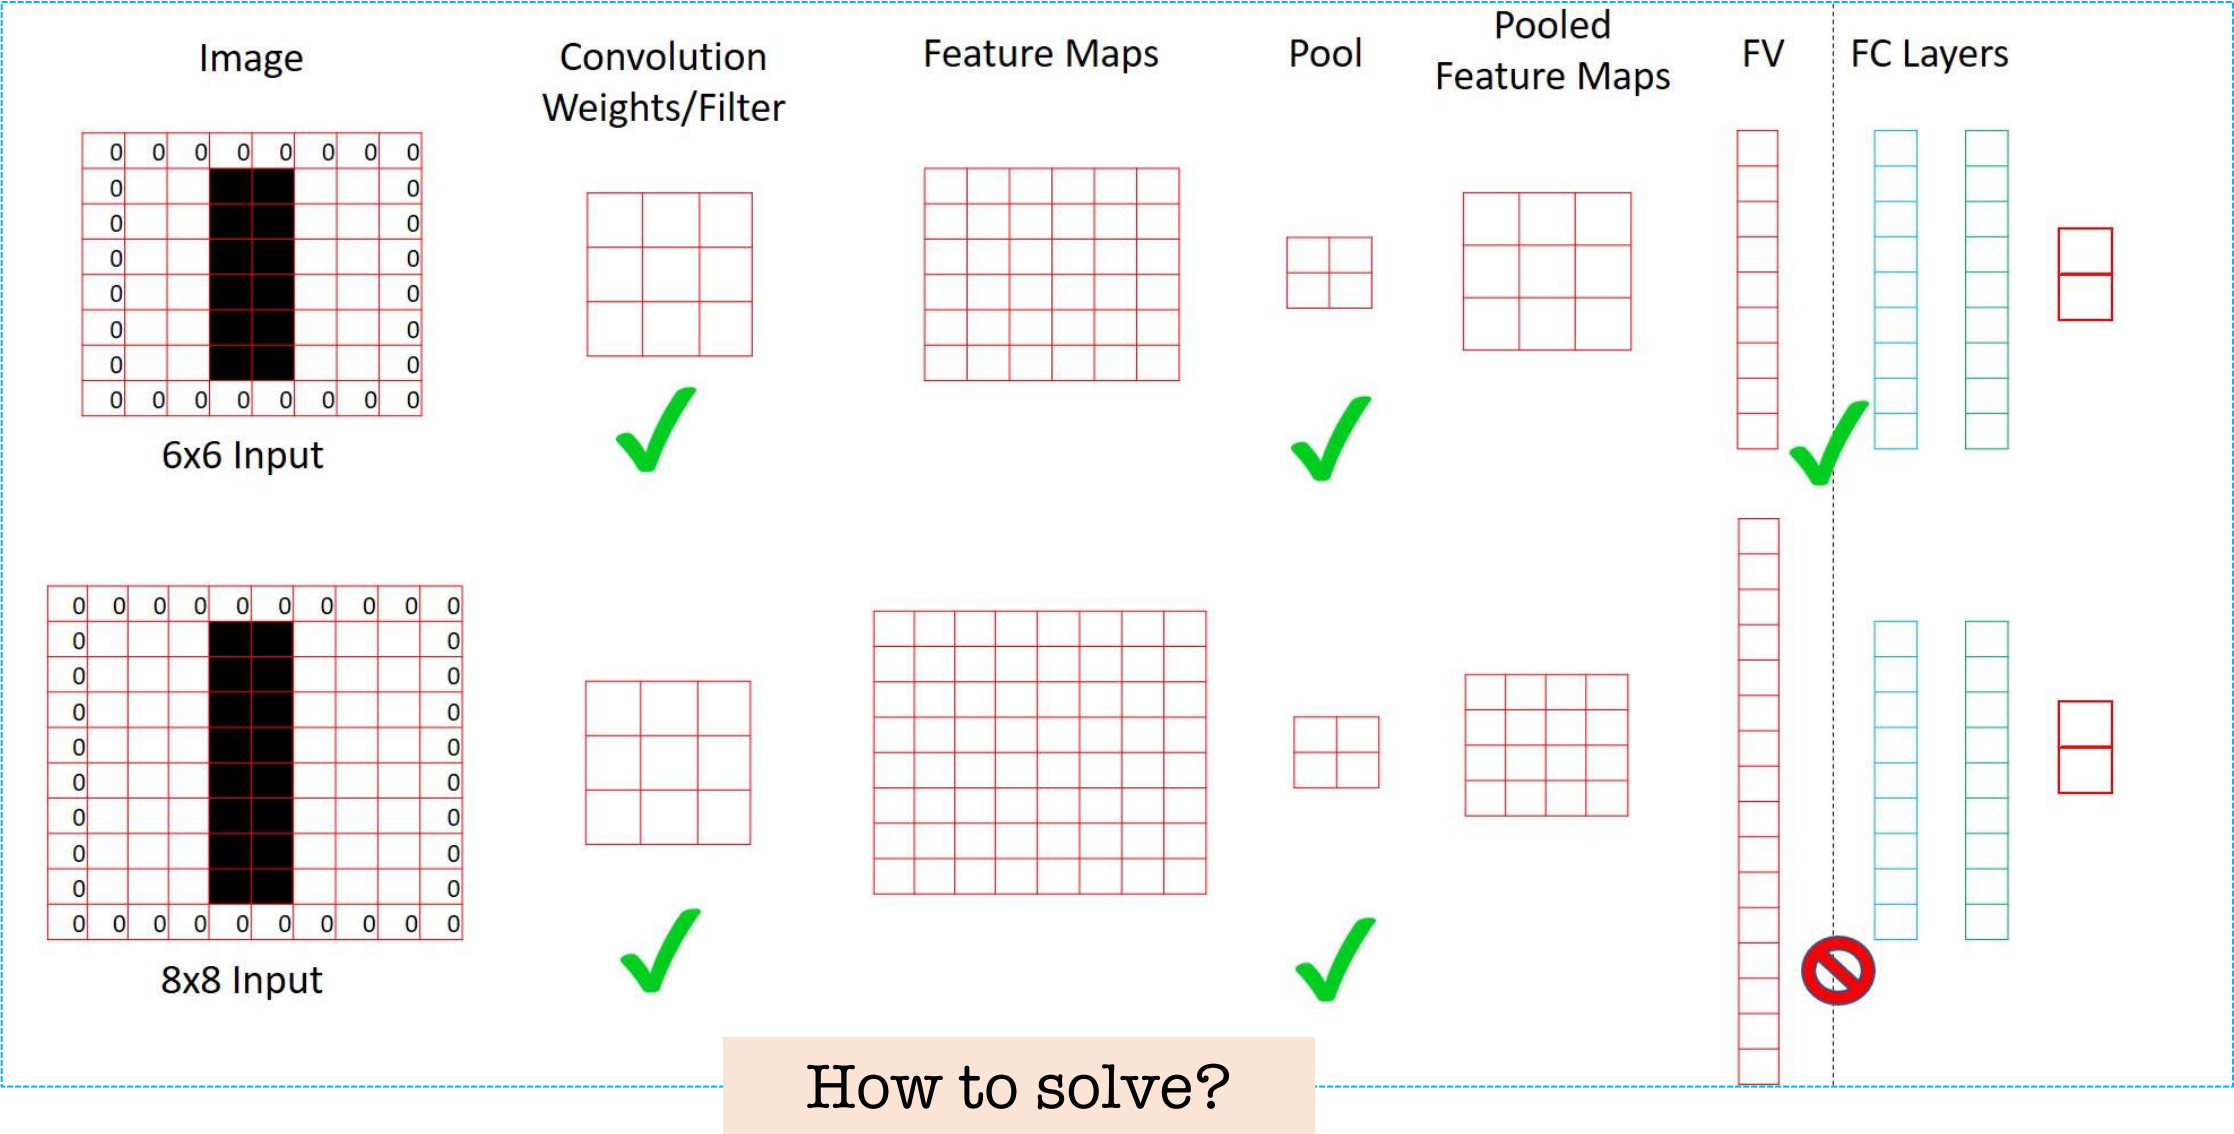 Image
Convolution
Weights/Filter
Feature Maps
Pool
Pooled
Feature Maps
FV
FC Layers
0 0 0 0 0 0 0 0
0 0
0 0
0 0
0 0
0 0
0 0
0 0 0 0 0 0 0 0
6x6 Input
0 0 0 0 0 0 0 0 0 0
0 0
0 0
0 0
0 0
0 0
0 0
0 0
0 0
0 0 0 0 0 0 0 0 0 0
8x8 Input
How to solve?